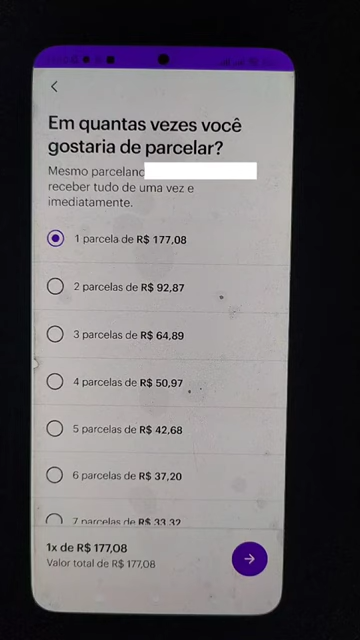 Em quantas vezes você
gostaria de parcelar?
Mesmo parcelanc
receber tudo de uma vez e
imediatamente.
1 parcela de R$ 177,08
2 parcelas de R$ 92,87
3 parcelas de R$ 64,89
4 parcelas de R$ 50,97
5 parcelas de R$ 42,68
6 parcelas de R$ 37,20
7 parcelas de R$ 33,32
1x de R$ 177,08
Valor total de R$ 177,08